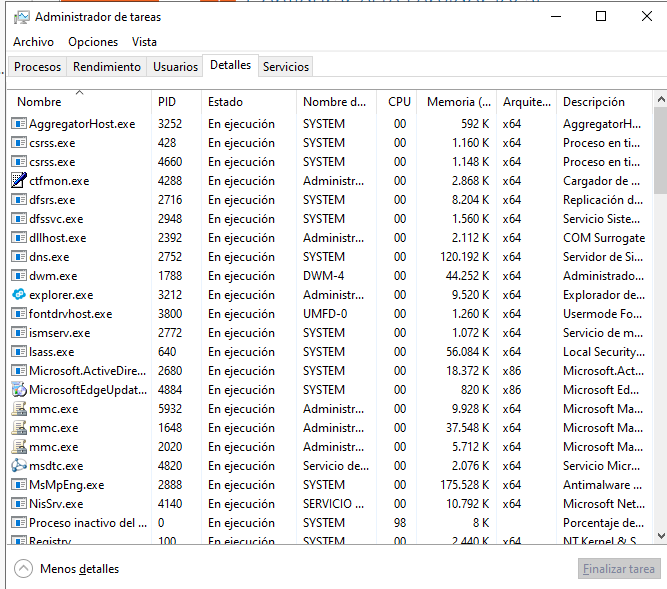 Administrador de tareas
Archivo Opciones Vista
Procesos Rendimiento Usuarios Detalles Servicios
Nombre PID Estado Nombre d... CPU Memoria (... Arquite... Descripción
AggregatorHost.exe 3252 En ejecución SYSTEM 00 592 K x64 AggregatorH...
csrss.exe 428 En ejecución SYSTEM 00 1.160 K x64 Proceso en ti...
csrss.exe 4660 En ejecución SYSTEM 00 1.148 K x64 Proceso en ti...
ctfmon.exe 4288 En ejecución Administr... 00 2.868 K x64 Cargador de ...
dfsrs.exe 2716 En ejecución SYSTEM 00 8.204 K x64 Replicación d...
dfssvc.exe 2948 En ejecución SYSTEM 00 1.560 K x64 Servicio Siste...
dllhost.exe 2392 En ejecución Administr... 00 2.112 K x64 COM Surrogate
dns.exe 2752 En ejecución SYSTEM 00 120.192 K x64 Servidor de Si...
dwm.exe 1788 En ejecución DWM-4 00 44.252 K x64 Administrado...
explorer.exe 3212 En ejecución Administr... 00 9.520 K x64 Explorador de...
fontdrvhost.exe 3800 En ejecución UMFD-0 00 1.260 K x64 Usermode Fo...
ismserv.exe 2772 En ejecución SYSTEM 00 1.072 K x64 Servicio de m...
lsass.exe 640 En ejecución SYSTEM 00 56.084 K x64 Local Security...
Microsoft.ActiveDire... 2680 En ejecución SYSTEM 00 18.372 K x86 Microsoft.Act...
MicrosoftEdgeUpdat... 4884 En ejecución SYSTEM 00 820 K x86 Microsoft Ed...
mmc.exe 5932 En ejecución Administr... 00 9.928 K x64 Microsoft Ma...
mmc.exe 1648 En ejecución Administr... 00 37.548 K x64 Microsoft Ma...
mmc.exe 2020 En ejecución Administr... 00 5.712 K x64 Microsoft Ma...
msdtc.exe 4820 En ejecución Servicio de... 00 2.076 K x64 Servicio Micr...
MsMpEng.exe 2888 En ejecución SYSTEM 00 175.528 K x64 Antimalware ...
NisSrv.exe 4140 En ejecución SERVICIO ... 00 10.792 K x64 Microsoft Net...
Proceso inactivo del ... 0 En ejecución SYSTEM 98 8 K Porcentaje de...
Registry 100 En ejecución SYSTEM 00 2.440 K x64 NT Kernel & S...
Menos detalles Finalizar tarea